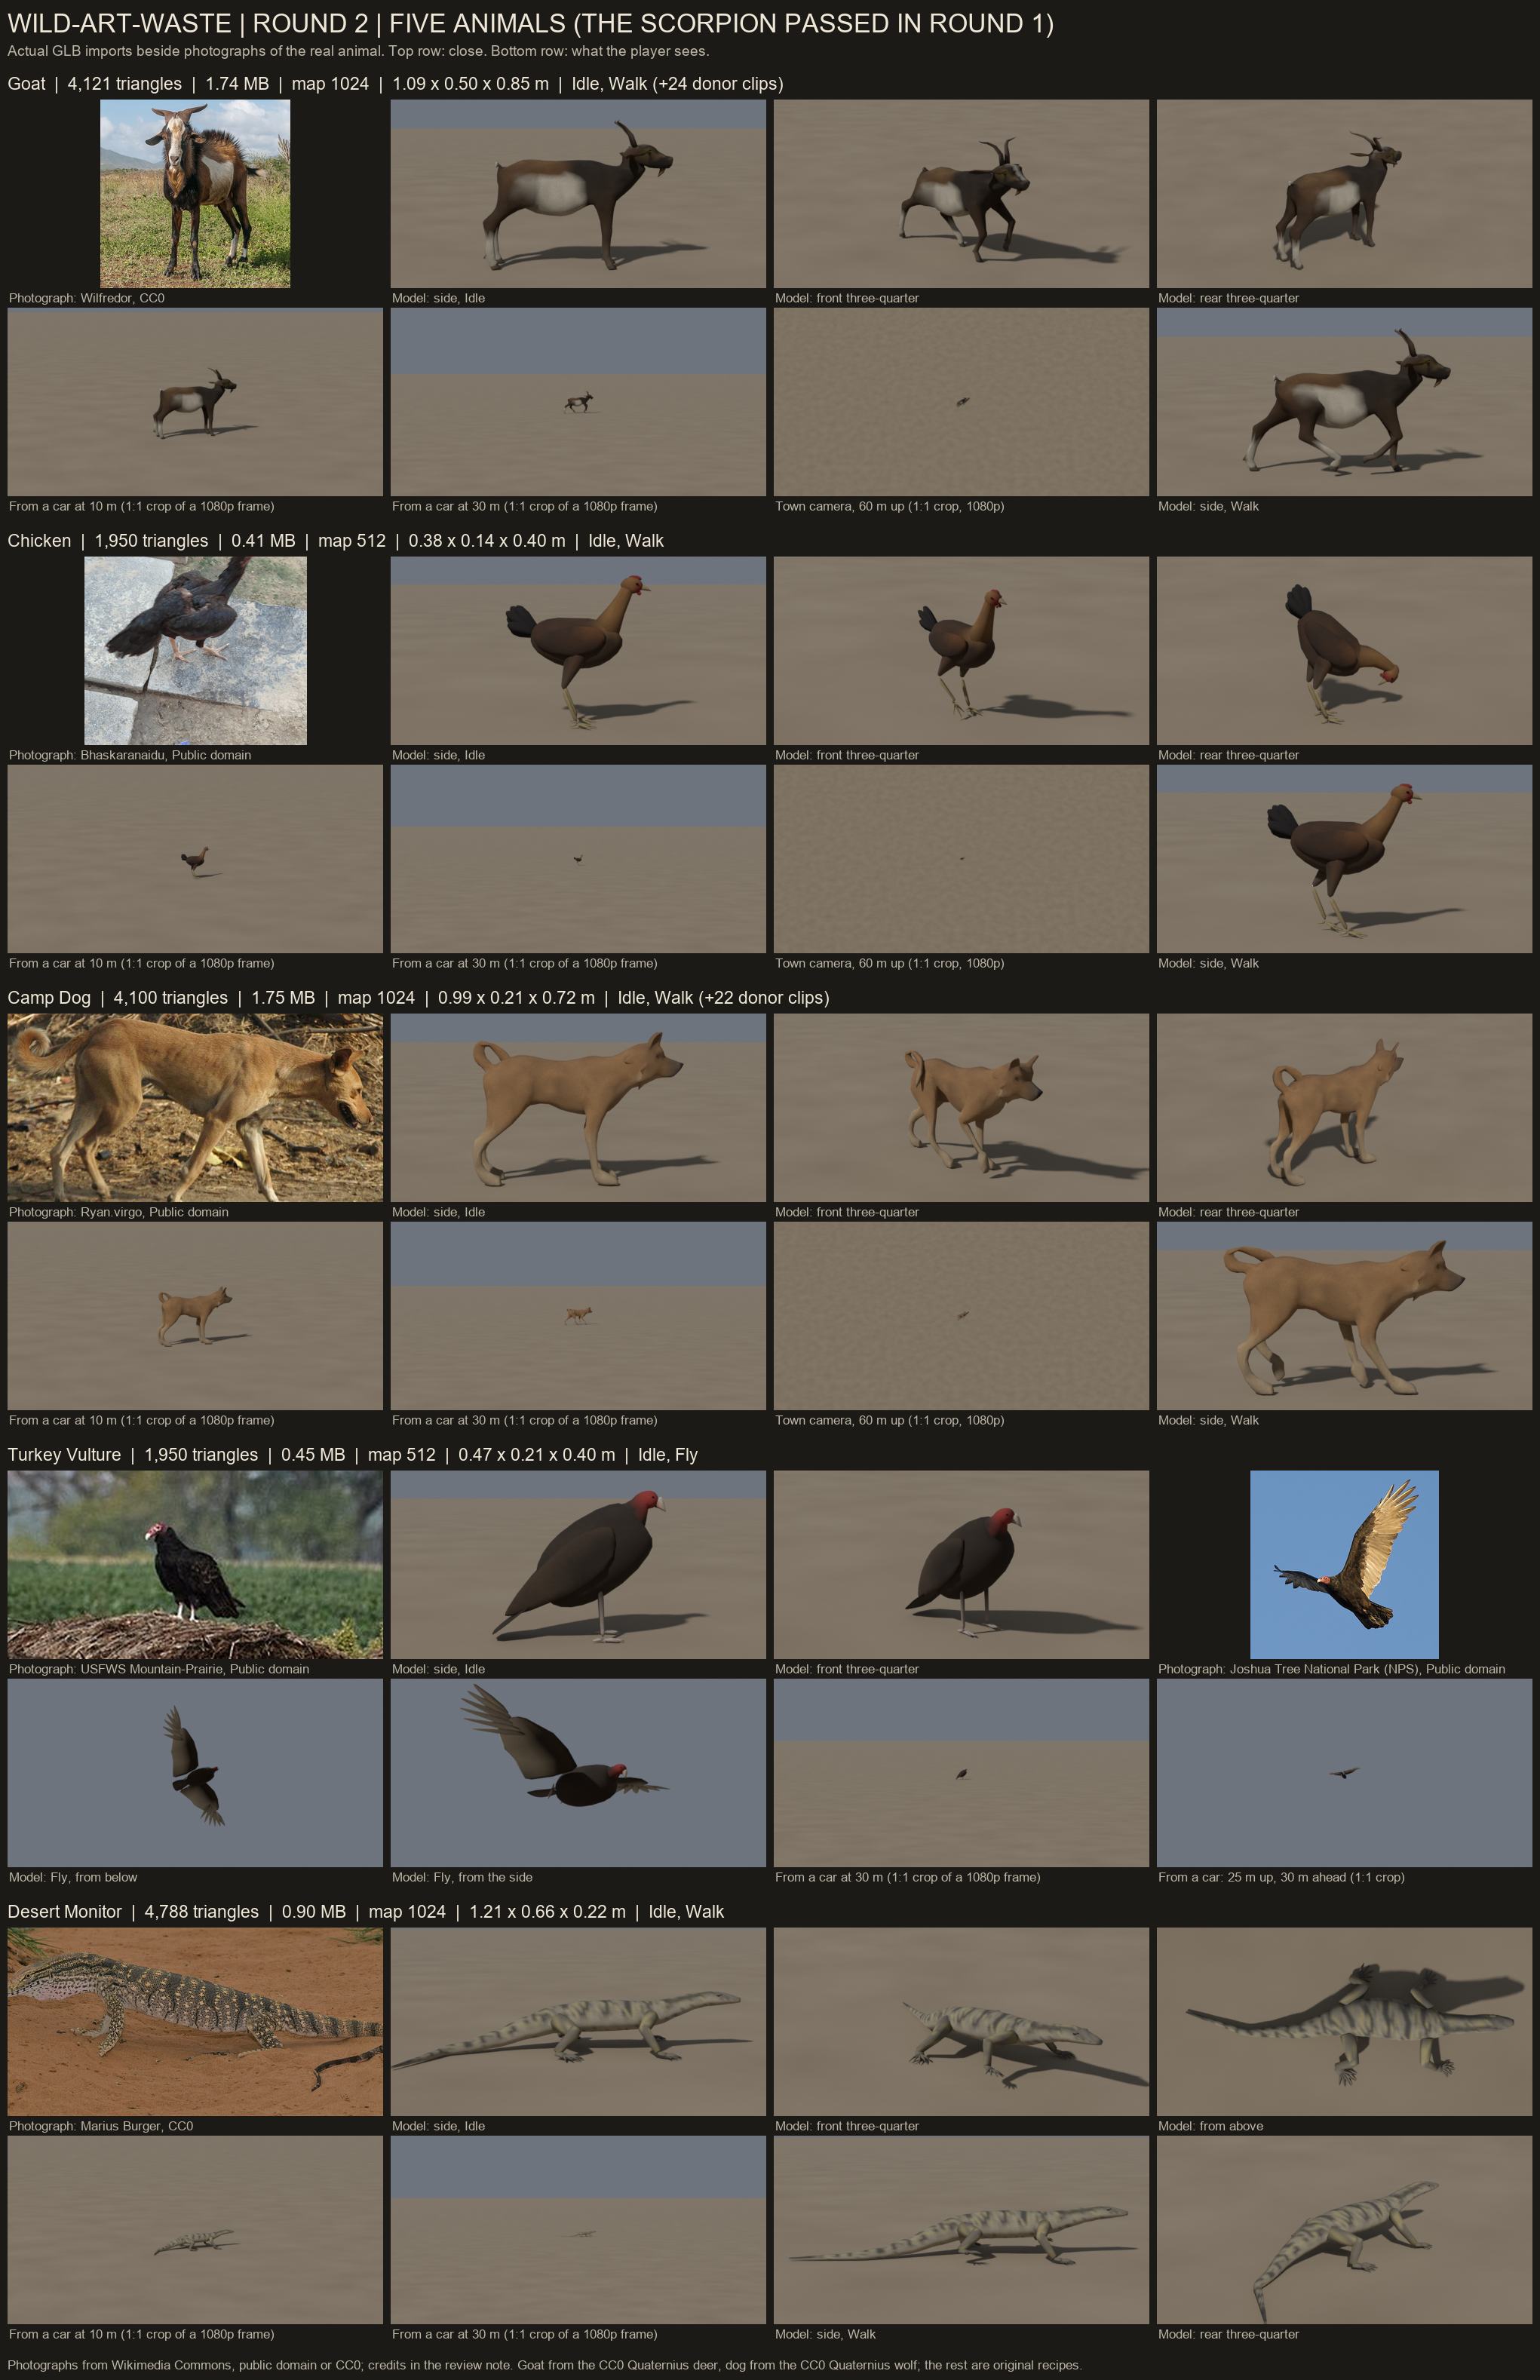 WILD-ART-WASTE | ROUND 2 | FIVE ANIMALS (THE SCORPION PASSED IN ROUND 1)
Actual GLB imports beside photographs of the real animal. Top row: close. Bottom row: what the player sees.
Goat | 4,121 triangles | 1.74 MB | map 1024 | 1.09 x 0.50 x 0.85 m | Idle, Walk (+24 donor clips)
Photograph: Wilfredor, CC0
Model: side, Idle
Model: front three-quarter
Model: rear three-quarter
From a car at 10 m (1:1 crop of a 1080p frame)
From a car at 30 m (1:1 crop of a 1080p frame)
Town camera, 60 m up (1:1 crop, 1080p)
Model: side, Walk
Chicken | 1,950 triangles | 0.41 MB | map 512 | 0.38 x 0.14 x 0.40 m | Idle, Walk
Photograph: Bhaskaranaidu, Public domain
Model: side, Idle
Model: front three-quarter
Model: rear three-quarter
From a car at 10 m (1:1 crop of a 1080p frame)
From a car at 30 m (1:1 crop of a 1080p frame)
Town camera, 60 m up (1:1 crop, 1080p)
Model: side, Walk
Camp Dog | 4,100 triangles | 1.75 MB | map 1024 | 0.99 x 0.21 x 0.72 m | Idle, Walk (+22 donor clips)
Photograph: Ryan.virgo, Public domain
Model: side, Idle
Model: front three-quarter
Model: rear three-quarter
From a car at 10 m (1:1 crop of a 1080p frame)
From a car at 30 m (1:1 crop of a 1080p frame)
Town camera, 60 m up (1:1 crop, 1080p)
Model: side, Walk
Turkey Vulture | 1,950 triangles | 0.45 MB | map 512 | 0.47 x 0.21 x 0.40 m | Idle, Fly
Photograph: USFWS Mountain-Prairie, Public domain
Model: side, Idle
Model: front three-quarter
Photograph: Joshua Tree National Park (NPS), Public domain
Model: Fly, from below
Model: Fly, from the side
From a car at 30 m (1:1 crop of a 1080p frame)
From a car: 25 m up, 30 m ahead (1:1 crop)
Desert Monitor | 4,788 triangles | 0.90 MB | map 1024 | 1.21 x 0.66 x 0.22 m | Idle, Walk
Photograph: Marius Burger, CC0
Model: side, Idle
Model: front three-quarter
Model: from above
From a car at 10 m (1:1 crop of a 1080p frame)
From a car at 30 m (1:1 crop of a 1080p frame)
Model: side, Walk
Model: rear three-quarter
Photographs from Wikimedia Commons, public domain or CC0; credits in the review note. Goat from the CC0 Quaternius deer, dog from the CC0 Quaternius wolf; the rest are original recipes.